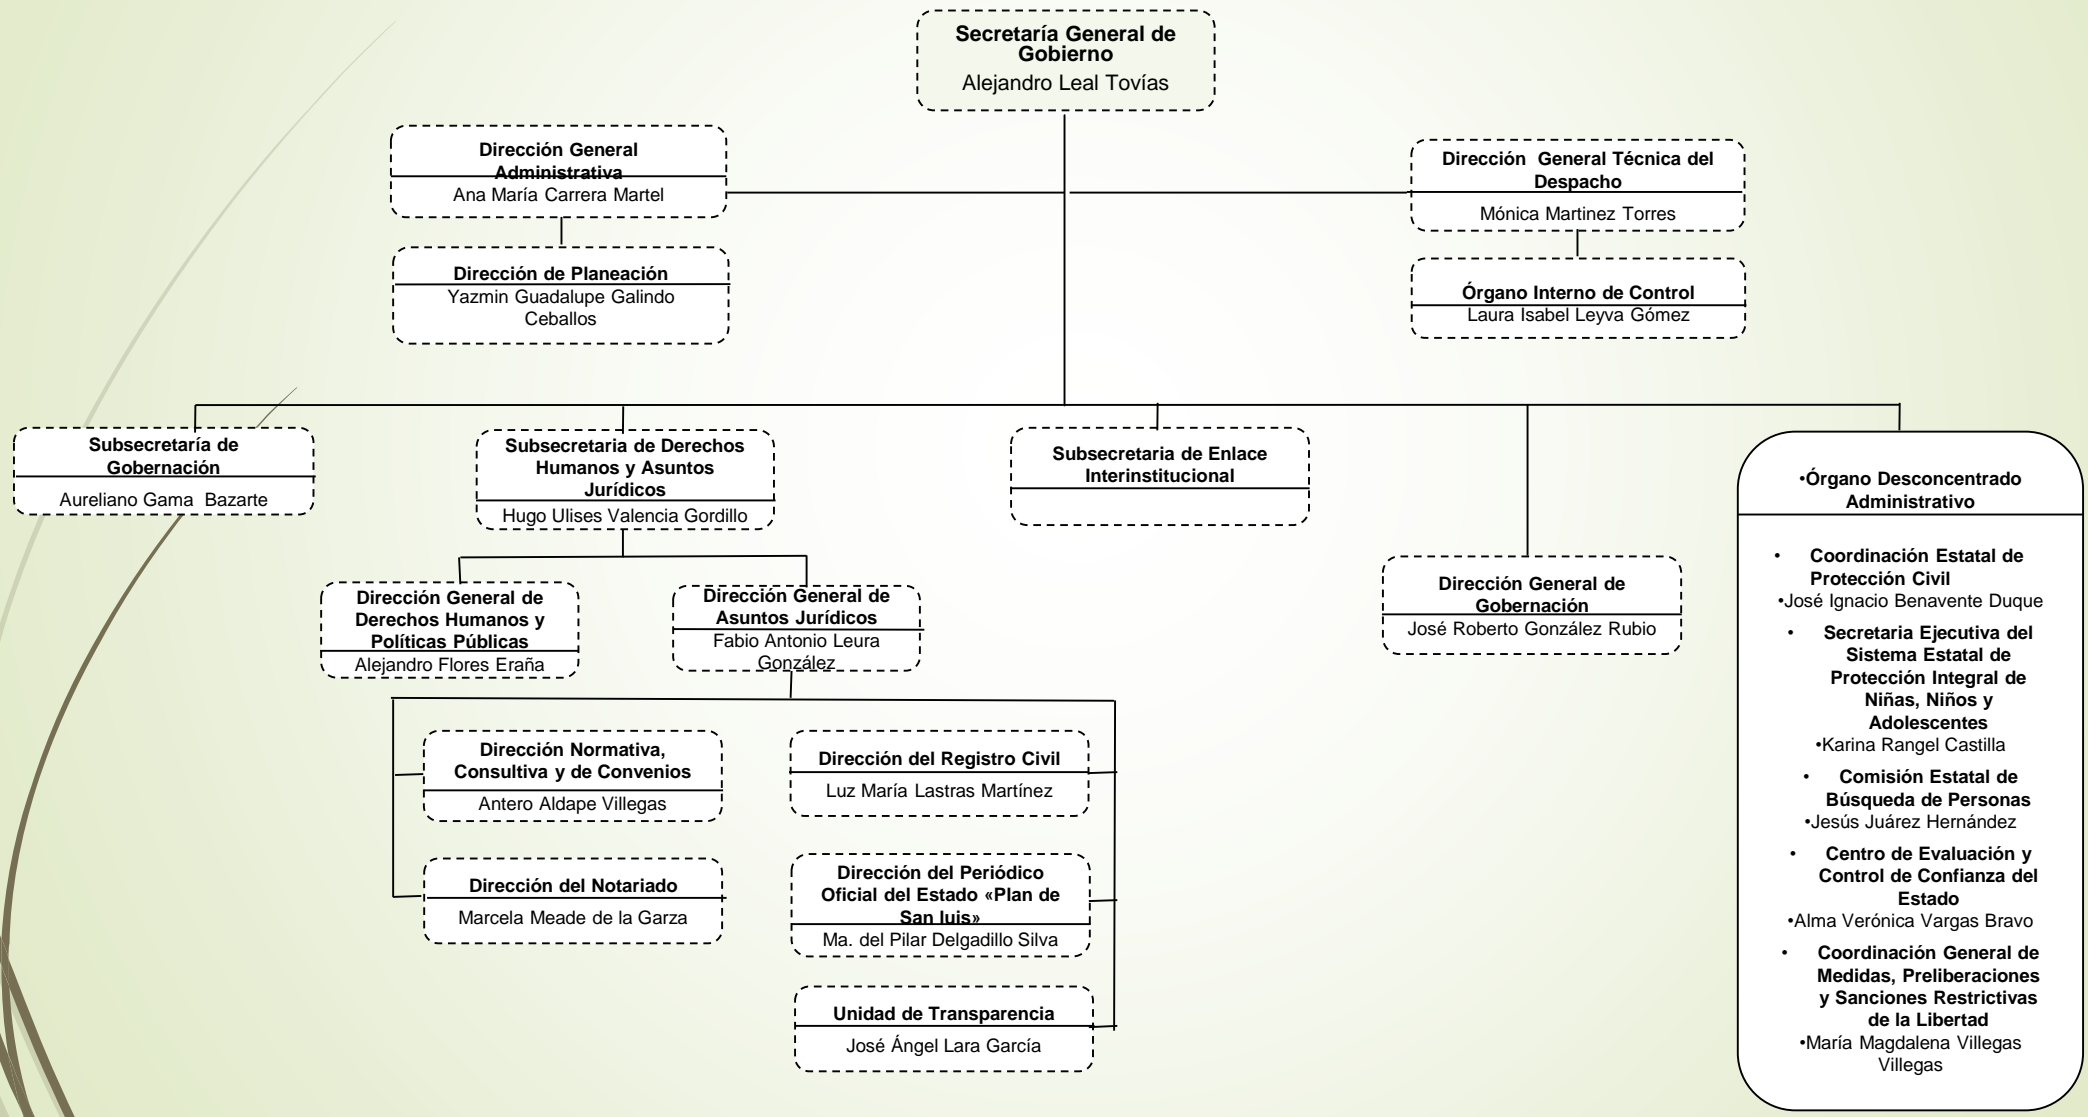 Secretaría General de
Gobierno
Alejandro Leal Tovías
Dirección General
Administrativa
Ana María Carrera Martel
Dirección General Técnica del
Despacho
Mónica Martinez Torres
Dirección de Planeación
Yazmin Guadalupe Galindo
Ceballos
Órgano Interno de Control
Laura Isabel Leyva Gómez
Subsecretaría de
Gobernación
Aureliano Gama Bazarte
Subsecretaria de Derechos
Humanos y Asuntos
Jurídicos
Hugo Ulises Valencia Gordillo
Subsecretaria de Enlace
Interinstitucional
Dirección General de
Derechos Humanos y
Políticas Públicas
Alejandro Flores Eraña
Dirección General de
Asuntos Jurídicos
Fabio Antonio Leura
González
Dirección General de
Gobernación
José Roberto González Rubio
Dirección Normativa,
Consultiva y de Convenios
Antero Aldape Villegas
Dirección del Registro Civil
Luz María Lastras Martínez
Dirección del Notariado
Marcela Meade de la Garza
Dirección del Periódico
Oficial del Estado «Plan de
San luis»
Ma. del Pilar Delgadillo Silva
Unidad de Transparencia
José Ángel Lara García
•Órgano Desconcentrado
Administrativo
• Coordinación Estatal de
Protección Civil
•José Ignacio Benavente Duque
• Secretaria Ejecutiva del
Sistema Estatal de
Protección Integral de
Niñas, Niños y
Adolescentes
•Karina Rangel Castilla
• Comisión Estatal de
Búsqueda de Personas
•Jesús Juárez Hernández
• Centro de Evaluación y
Control de Confianza del
Estado
•Alma Verónica Vargas Bravo
• Coordinación General de
Medidas, Preliberaciones
y Sanciones Restrictivas
de la Libertad
•María Magdalena Villegas
Villegas